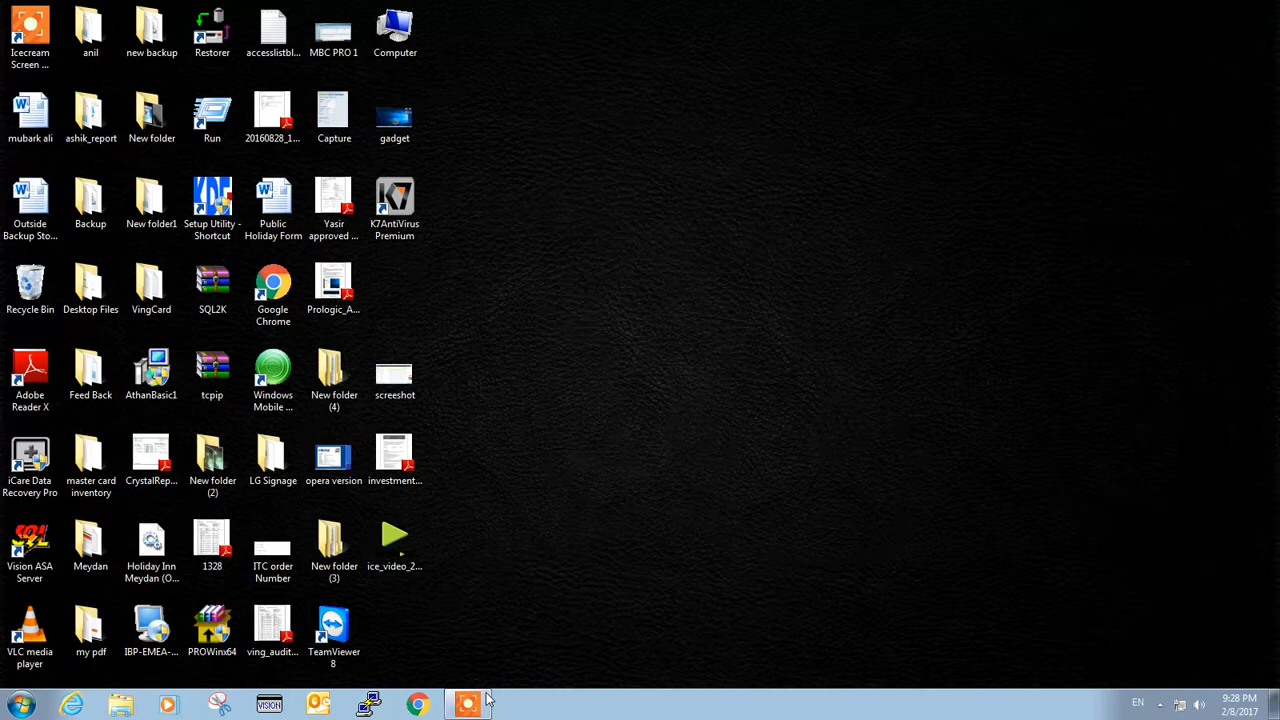 Icecream
Screen ...
anil
new backup
Restorer
accesslistbl...
MBC PRO 1
Computer
mubark ali
ashik_report
New folder
Run
20160828_1...
Capture
gadget
Outside
Backup Sto...
Backup
New folder1
KDE
Setup Utility -
Shortcut
Public
Holiday Form
Yasir
approved ...
K7AntiVirus
Premium
Recycle Bin
Desktop Files
VingCard
SQL2K
Google
Chrome
Prologic_A...
Adobe
Reader X
Feed Back
AthanBasic1
tcpip
Windows
Mobile ...
New folder
(4)
screeshot
iCare Data
Recovery Pro
master card
inventory
CrystalRep...
New folder
(2)
LG Signage
opera version
investment...
Vision ASA
Server
Meydan
Holiday Inn
Meydan (O...
1328
ITC order
Number
New folder
(3)
ice_video_2...
VLC media
player
my pdf
IBP-EMEA-...
PROWinx64
ving_audit...
TeamViewer
8
VISION
EN
9:28 PM
2/8/2017